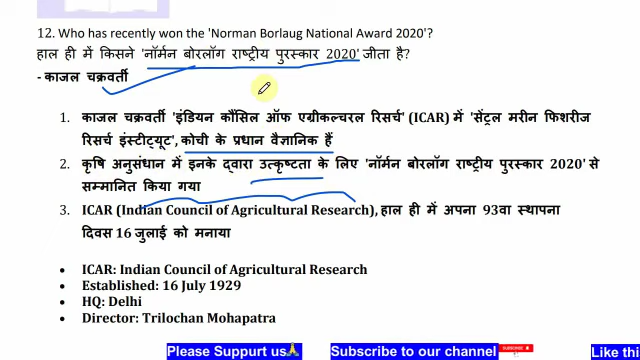 12. Who has recently won the 'Norman Borlaug National Award 2020'?
हाल ही में किसने 'नॉर्मन बोरलॉग राष्ट्रीय पुरस्कार 2020' जीता है?
- काजल चक्रवर्ती
1. काजल चक्रवर्ती 'इंडियन कौंसिल ऑफ एग्रीकल्चरल रिसर्च' (ICAR) में 'सेंट्रल मरीन फिशरीज
रिसर्च इंस्टीट्यूट', कोची के प्रधान वैज्ञानिक हैं
2. कृषि अनुसंधान में इनके द्वारा उत्कृष्टता के लिए 'नॉर्मन बोरलॉग राष्ट्रीय पुरस्कार 2020' से
सम्मानित किया गया
3. ICAR (Indian Council of Agricultural Research), हाल ही में अपना 93वा स्थापना
दिवस 16 जुलाई को मनाया
• ICAR: Indian Council of Agricultural Research
• Established: 16 July 1929
• HQ: Delhi
• Director: Trilochan Mohapatra
Please Suppurt us🙏 Subscribe to our channel Like thi